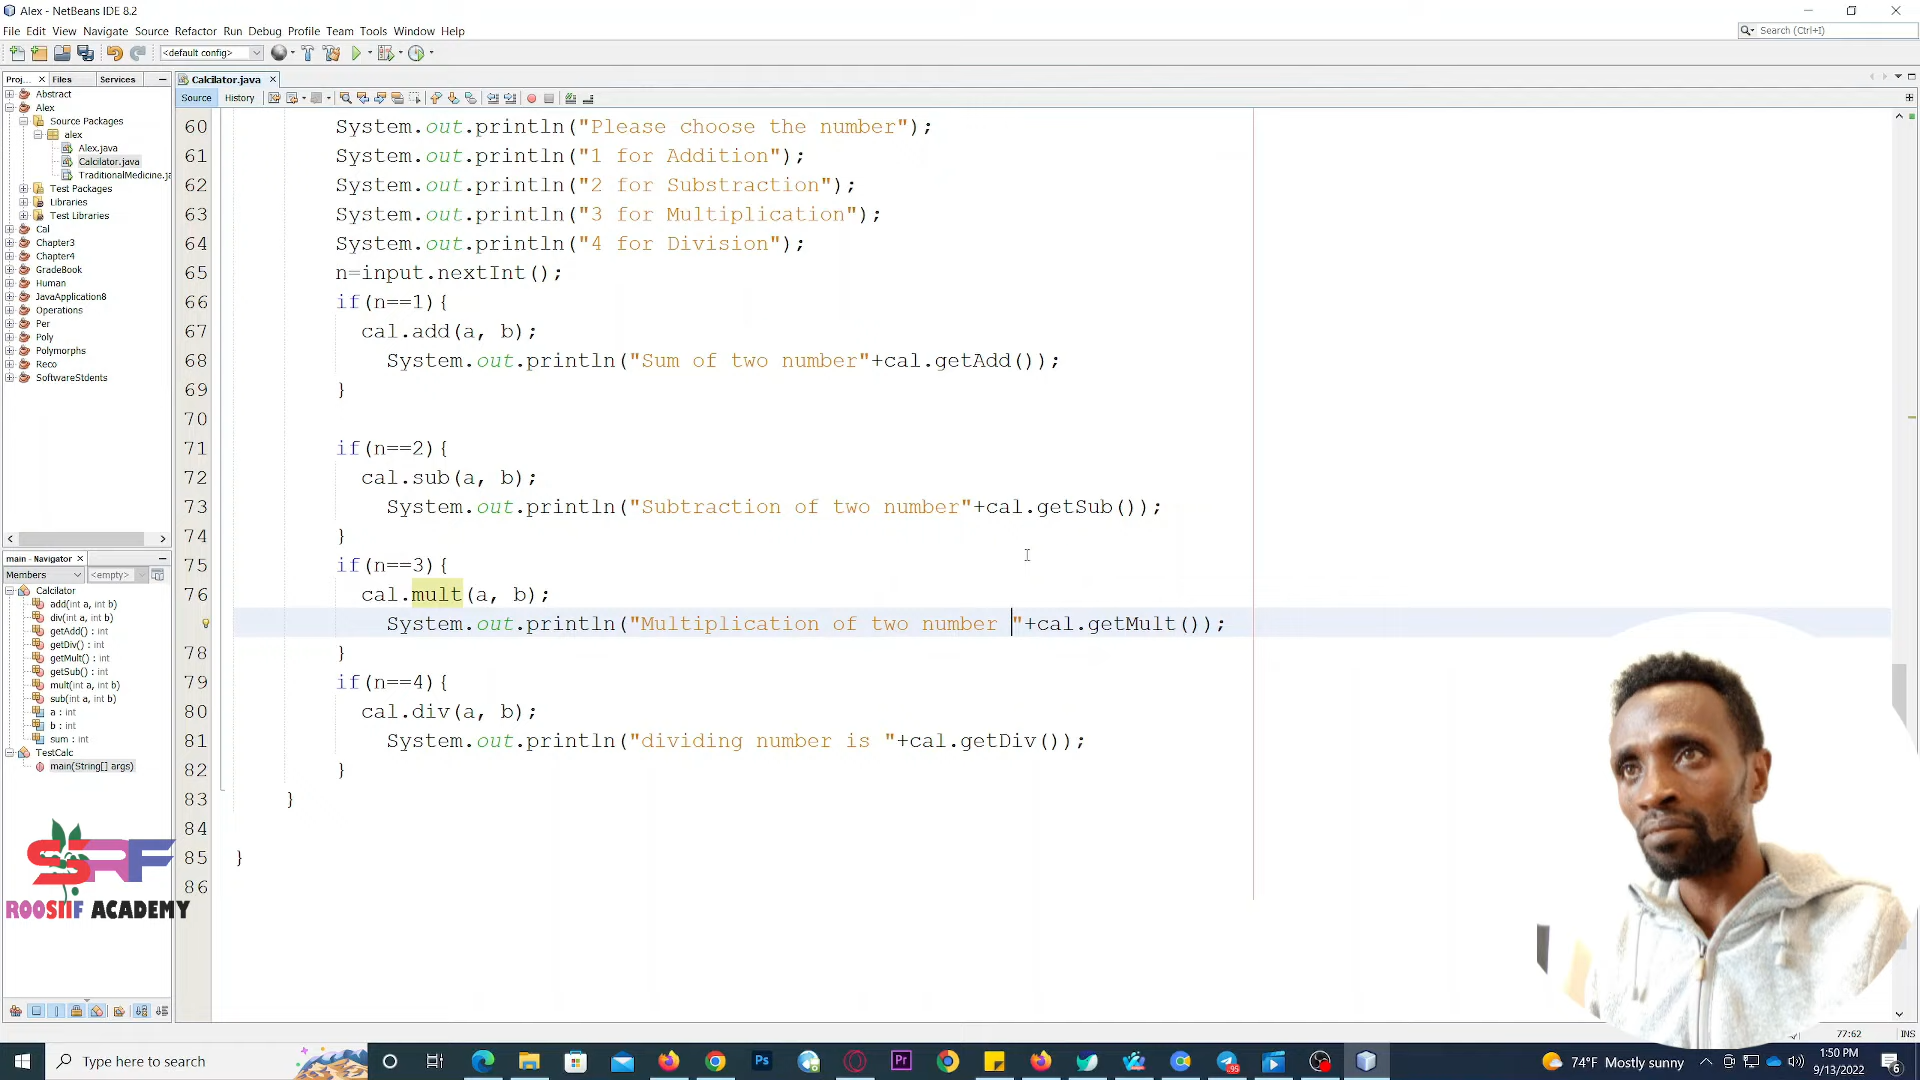 Alex - NetBeans IDE 8.2
File Edit View Navigate Source Refactor Run Debug Profile Team Tools Window Help
Search (Ctrl+I)
<default config>
Proj... Files Services
Calcilator.java
Source History
Abstract
Alex
Source Packages
alex
Alex.java
Calcilator.java
TraditionalMedicine.ja
Test Packages
Libraries
Test Libraries
Cal
Chapter3
Chapter4
GradeBook
Human
JavaApplication8
Operations
Per
Poly
Polymorphs
Reco
SoftwareStdents
60 System.out.println("Please choose the number");
61 System.out.println("1 for Addition");
62 System.out.println("2 for Substraction");
63 System.out.println("3 for Multiplication");
64 System.out.println("4 for Division");
65 n=input.nextInt();
66 if(n==1){
67 cal.add(a, b);
68 System.out.println("Sum of two number"+cal.getAdd());
69 }
70
71 if(n==2){
72 cal.sub(a, b);
73 System.out.println("Subtraction of two number"+cal.getSub());
74 }
75 if(n==3){
76 cal.mult(a, b);
System.out.println("Multiplication of two number "+cal.getMult());
78 }
79 if(n==4){
80 cal.div(a, b);
81 System.out.println("dividing number is "+cal.getDiv());
82 }
83 }
84
85 }
86
main - Navigator
Members <empty>
Calcilator
add(int a, int b)
div(int a, int b)
getAdd() : int
getDiv() : int
getMult() : int
getSub() : int
mult(int a, int b)
sub(int a, int b)
a : int
b : int
sum : int
TestCalc
main(String[] args)
SRF
ROOSIIF ACADEMY
77:62 INS
Type here to search
Ps
Pr
99
74°F Mostly sunny
1:50 PM
9/13/2022
6